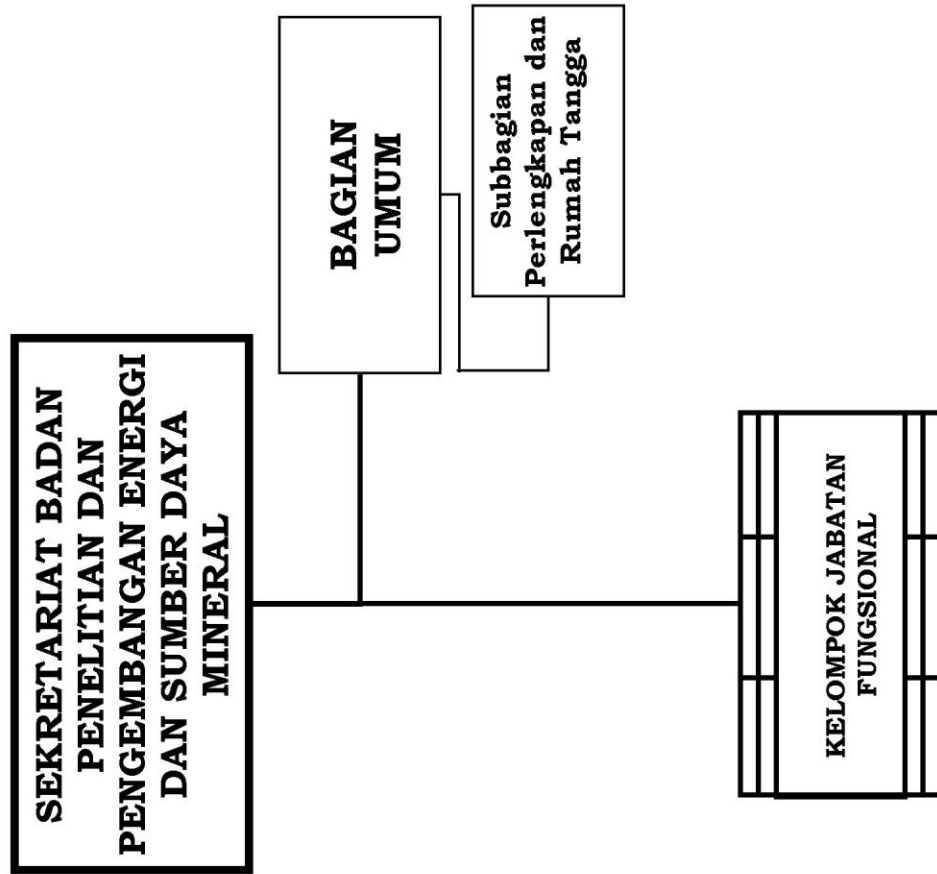 SEKRETARIAT BADAN
PENELITIAN DAN
PENGEMBANGAN ENERGI
DAN SUMBER DAYA
MINERAL
BAGIAN
UMUM
Subbagian
Perlengkapan dan
Rumah Tangga
KELOMPOK JABATAN
FUNGSIONAL